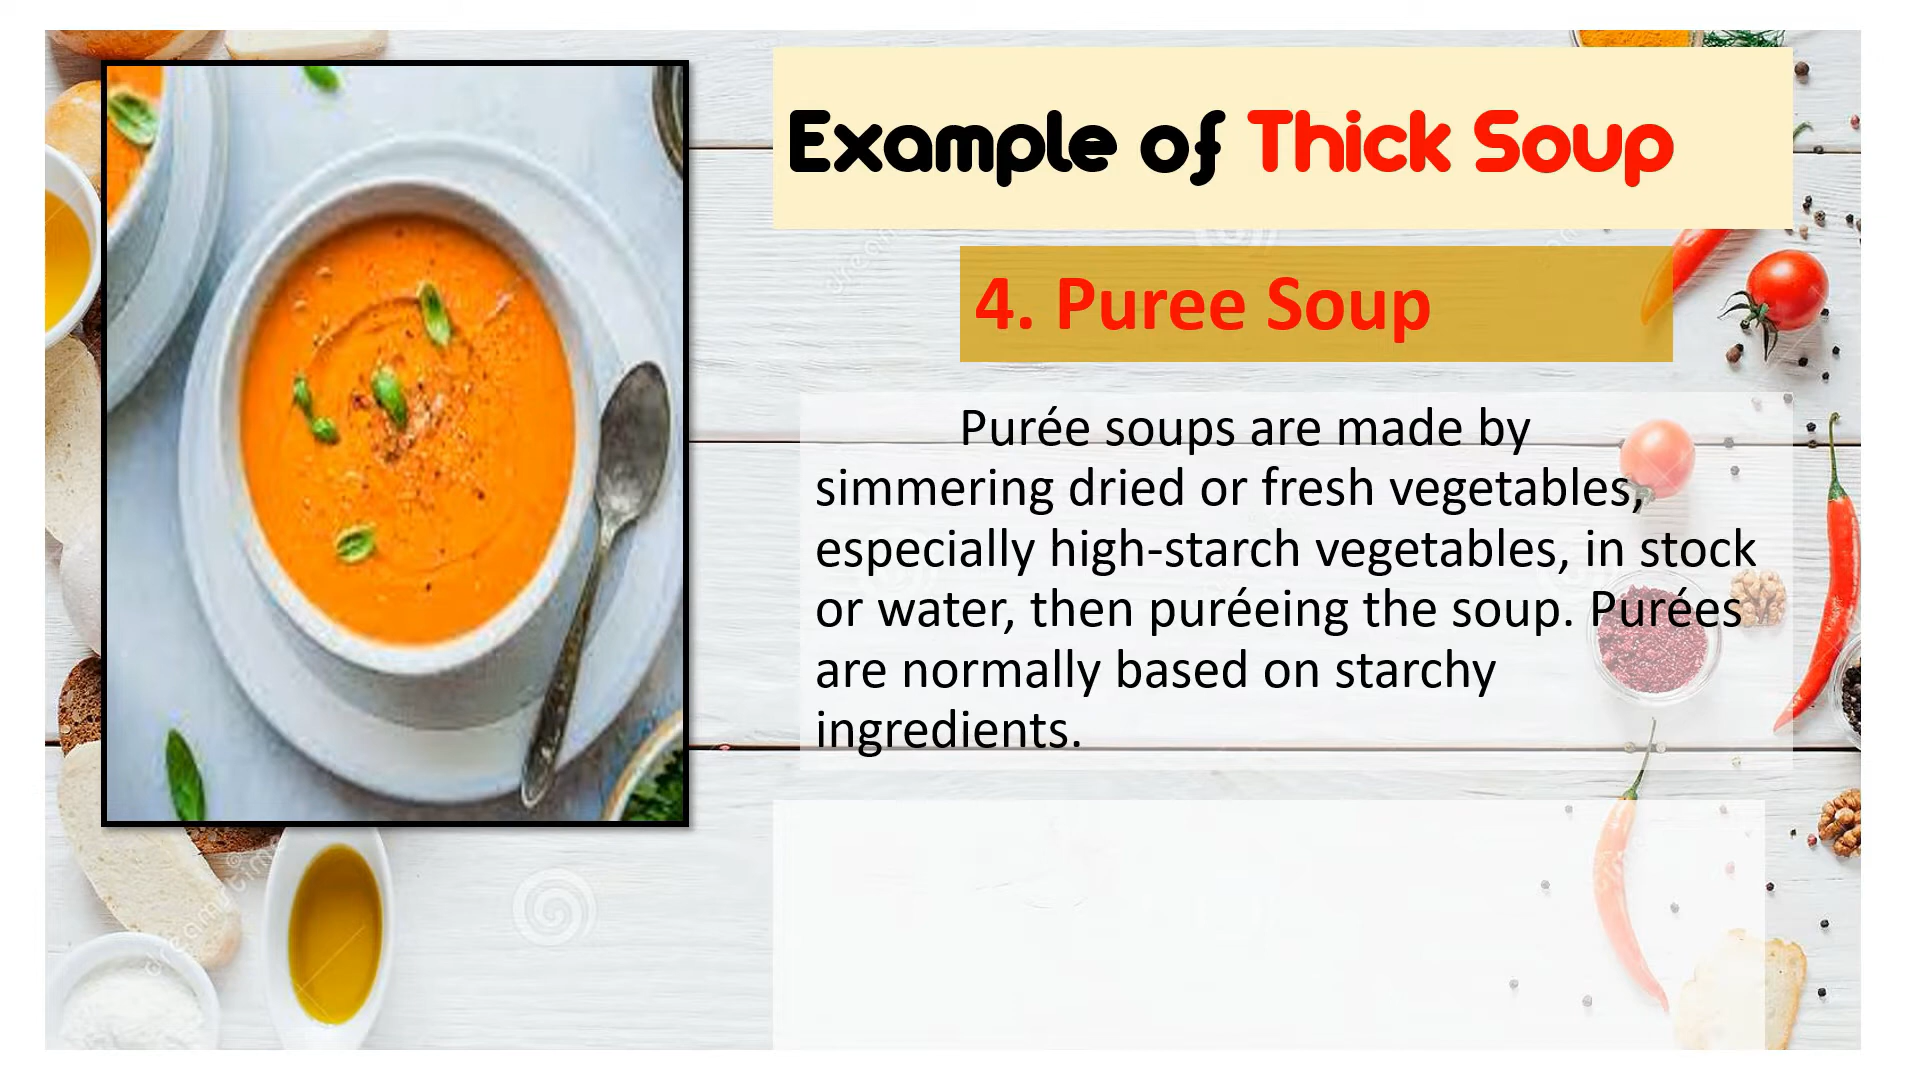 Example of Thick Soup
4. Puree Soup
Purée soups are made by
simmering dried or fresh vegetables,
especially high-starch vegetables, in stock
or water, then puréeing the soup. Purées
are normally based on starchy
ingredients.